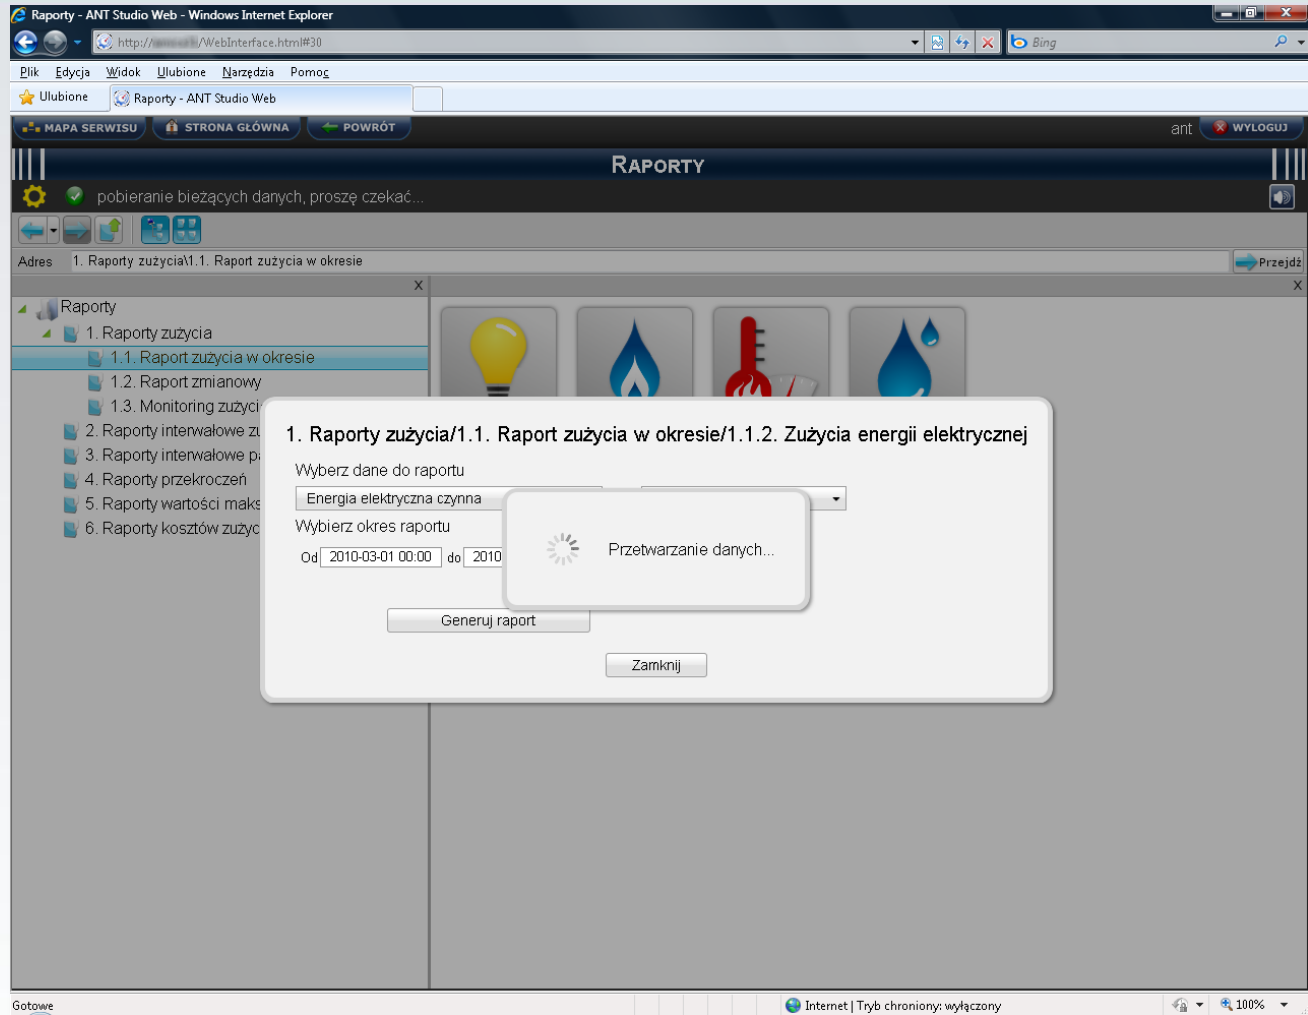 Raporty - ANT Studio Web - Windows Internet Explorer
http:// /WebInterface.html#30
Bing
Plik Edycja Widok Ulubione Narzędzia Pomoc
Ulubione Raporty - ANT Studio Web
MAPA SERWISU STRONA GŁÓWNA POWRÓT ant WYLOGUJ
RAPORTY
pobieranie bieżących danych, proszę czekać...
Adres 1. Raporty zużycia\1.1. Raport zużycia w okresie Przejdź
X X
Raporty
1. Raporty zużycia
1.1. Raport zużycia w okresie
1.2. Raport zmianowy
1.3. Monitoring zużyci
2. Raporty interwałowe zu
3. Raporty interwałowe pa
4. Raporty przekroczeń
5. Raporty wartości maks
6. Raporty kosztów zużyc
1. Raporty zużycia/1.1. Raport zużycia w okresie/1.1.2. Zużycia energii elektrycznej
Wyberz dane do raportu
Energia elektryczna czynna
Wybierz okres raportu
Od 2010-03-01 00:00 do 2010
Przetwarzanie danych...
Generuj raport
Zamknij
Gotowe Internet | Tryb chroniony: wyłączony 100%